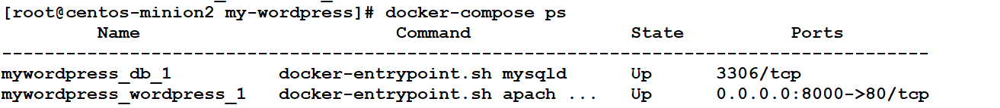 [root@centos-minion2 my-wordpress]# docker-compose ps
Name Command State Ports
----------------------------------------------------------------------------------------
mywordpress_db_1 docker-entrypoint.sh mysqld Up 3306/tcp
mywordpress_wordpress_1 docker-entrypoint.sh apach ... Up 0.0.0.0:8000->80/tcp